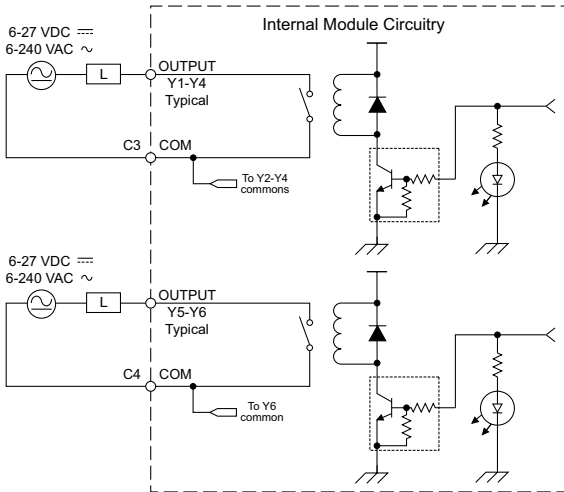 Internal Module Circuitry
6-27 VDC ⎓
6-240 VAC ∼
L
OUTPUT
Y1-Y4
Typical
C3
COM
To Y2-Y4
commons
6-27 VDC ⎓
6-240 VAC ∼
L
OUTPUT
Y5-Y6
Typical
C4
COM
To Y6
common